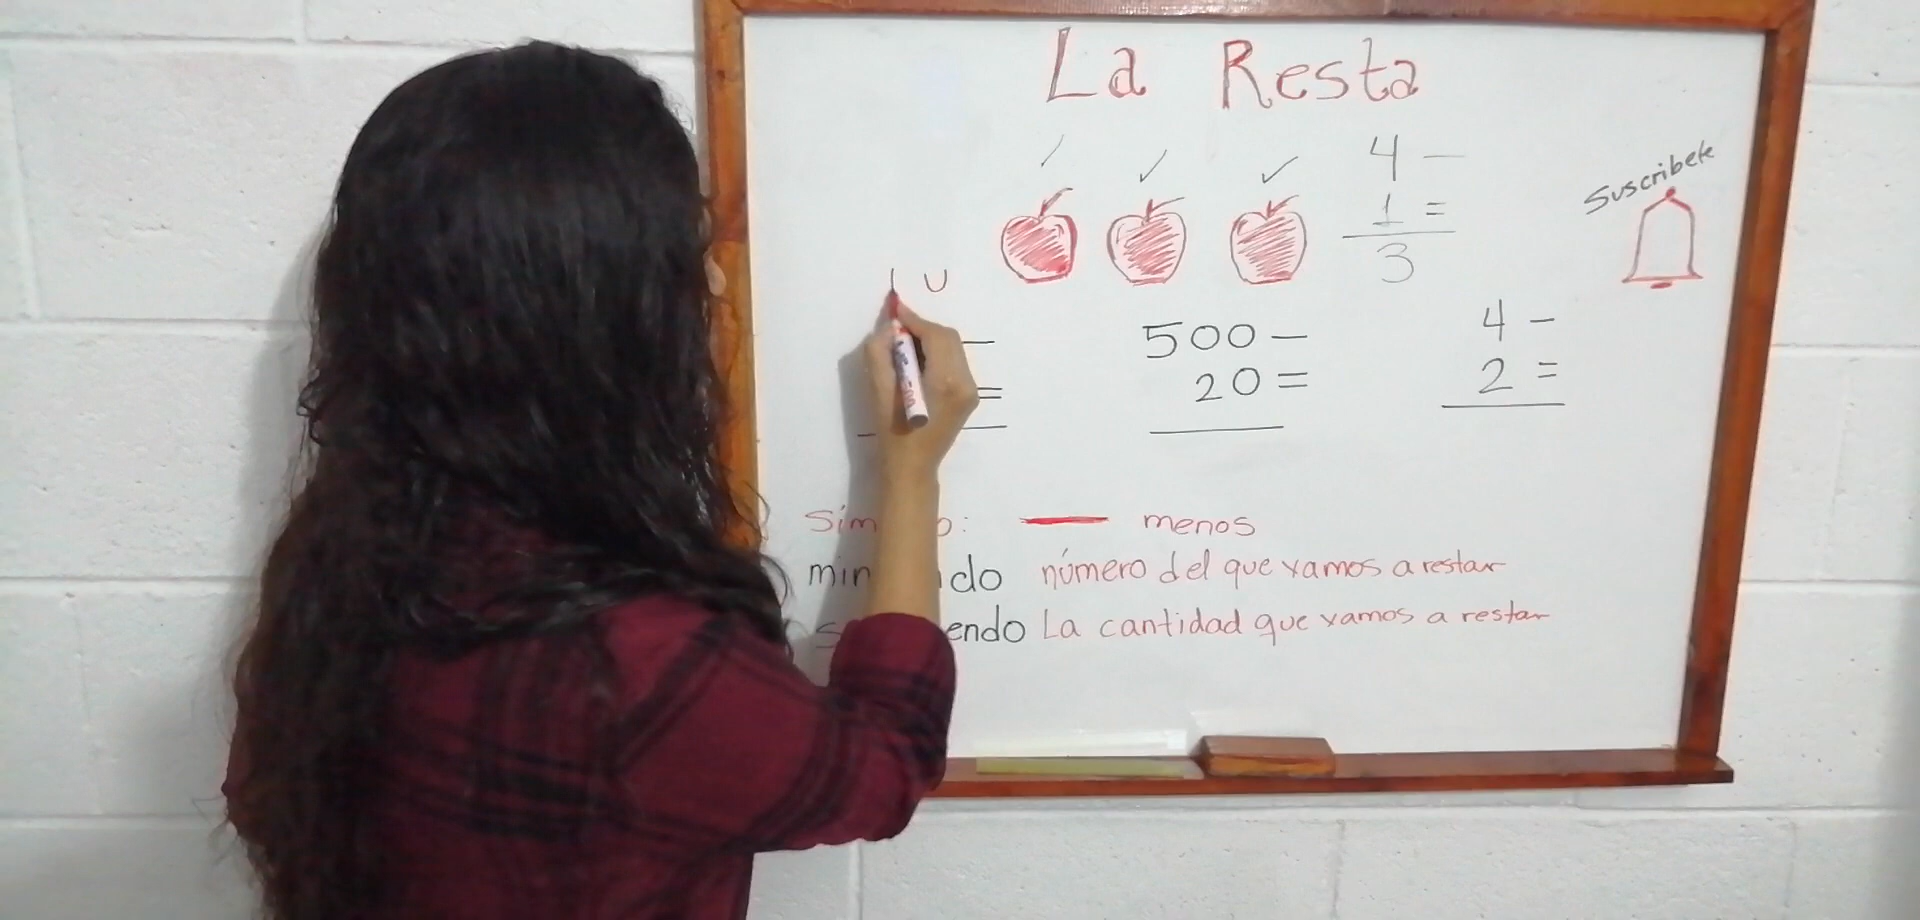 La Resta
4 —
1 =
3
Suscribete
U
—
=
500 —
20 =
4 -
2 =
: — menos
número del que vamos a restar
La cantidad que vamos a restar